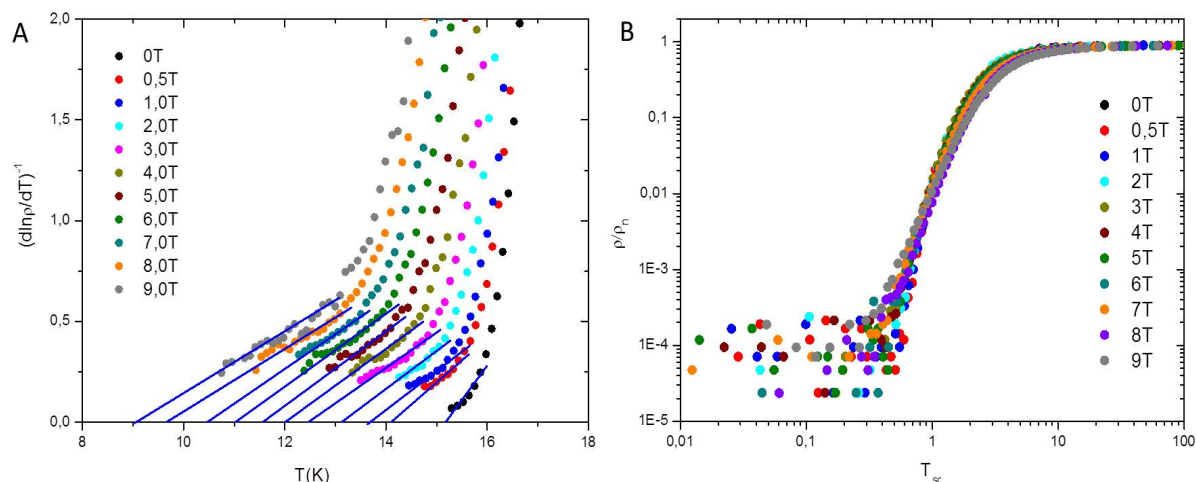 A
2,0
1,5
1,0
0,5
0,0
(dlnρ/dT)⁻¹
0T
0,5T
1,0T
2,0T
3,0T
4,0T
5,0T
6,0T
7,0T
8,0T
9,0T
8 10 12 14 16 18
T(K)
B
1
0,1
0,01
1E-3
1E-4
1E-5
ρ/ρₙ
0T
0,5T
1T
2T
3T
4T
5T
6T
7T
8T
9T
0,01 0,1 1 10 100
T